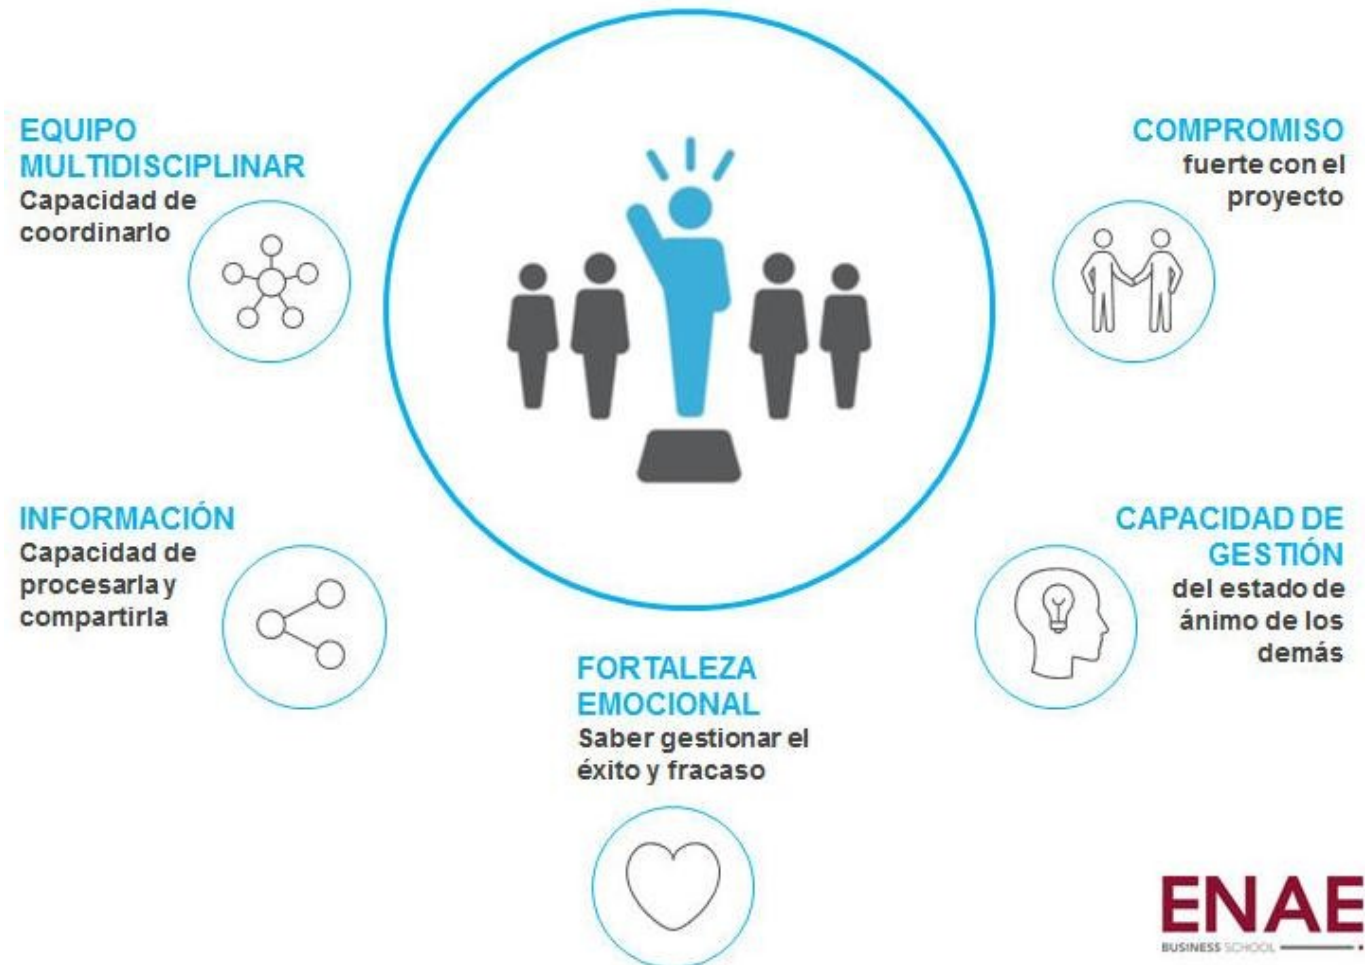 EQUIPO
MULTIDISCIPLINAR
Capacidad de
coordinarlo
COMPROMISO
fuerte con el
proyecto
INFORMACIÓN
Capacidad de
procesarla y
compartirla
CAPACIDAD DE
GESTIÓN
del estado de
ánimo de los
demás
FORTALEZA
EMOCIONAL
Saber gestionar el
éxito y fracaso
ENAE
BUSINESS SCHOOL